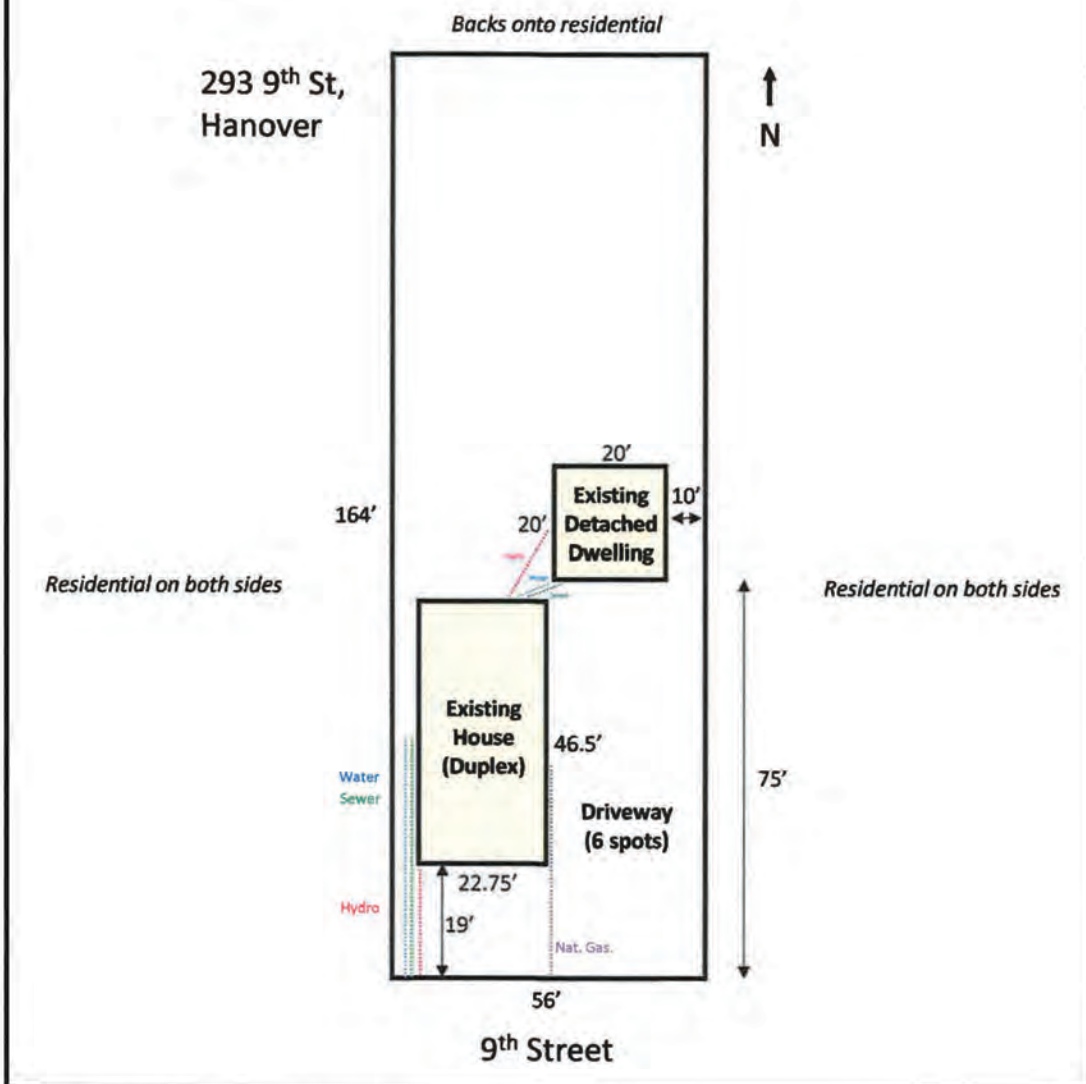 Backs onto residential
293 9th St,
Hanover
N
20'
Existing
Detached
Dwelling
10'
20'
164'
Residential on both sides
Residential on both sides
Existing
House
(Duplex)
46.5'
75'
Water
Sewer
Driveway
(6 spots)
22.75'
Hydro
19'
Nat. Gas.
56'
9th Street